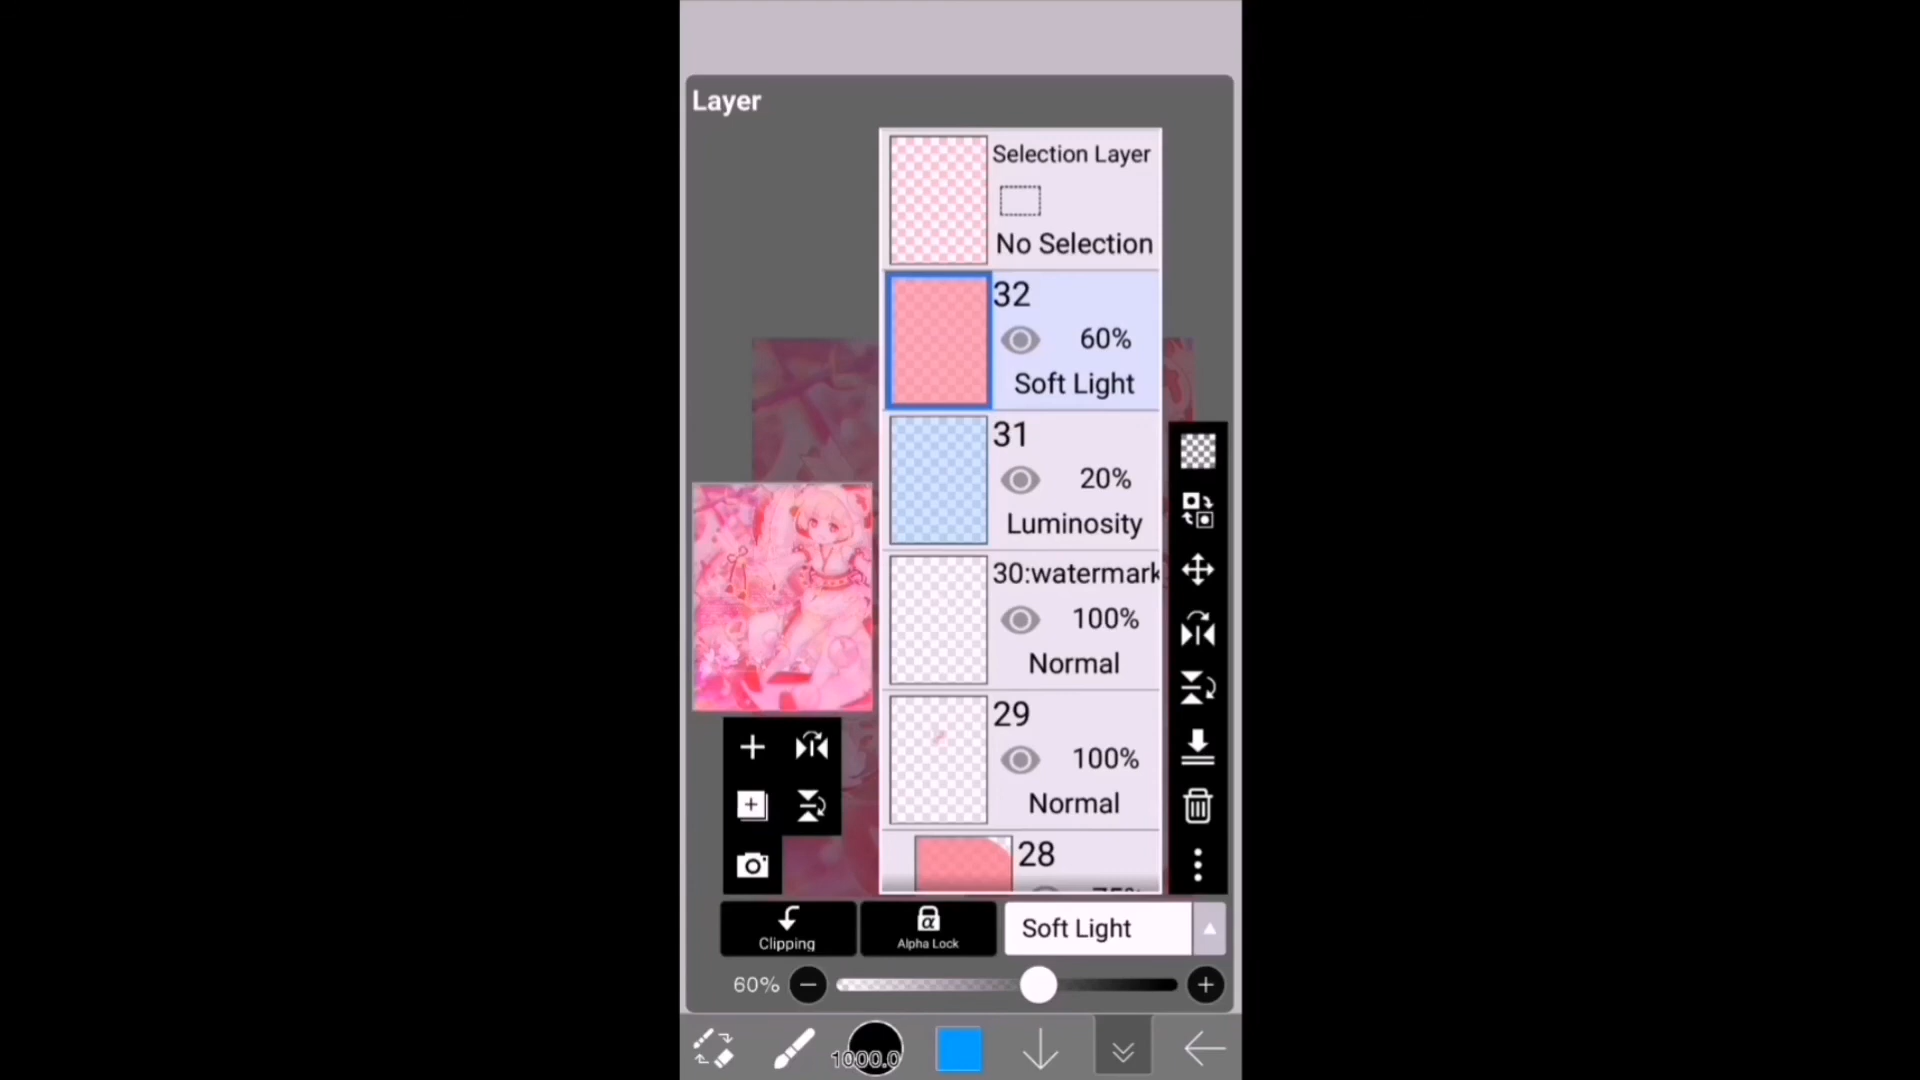 Layer
Selection Layer
No Selection
32
60%
Soft Light
31
20%
Luminosity
30:watermark
100%
Normal
29
100%
Normal
28
Clipping
α
Alpha Lock
Soft Light
60%
1000.0